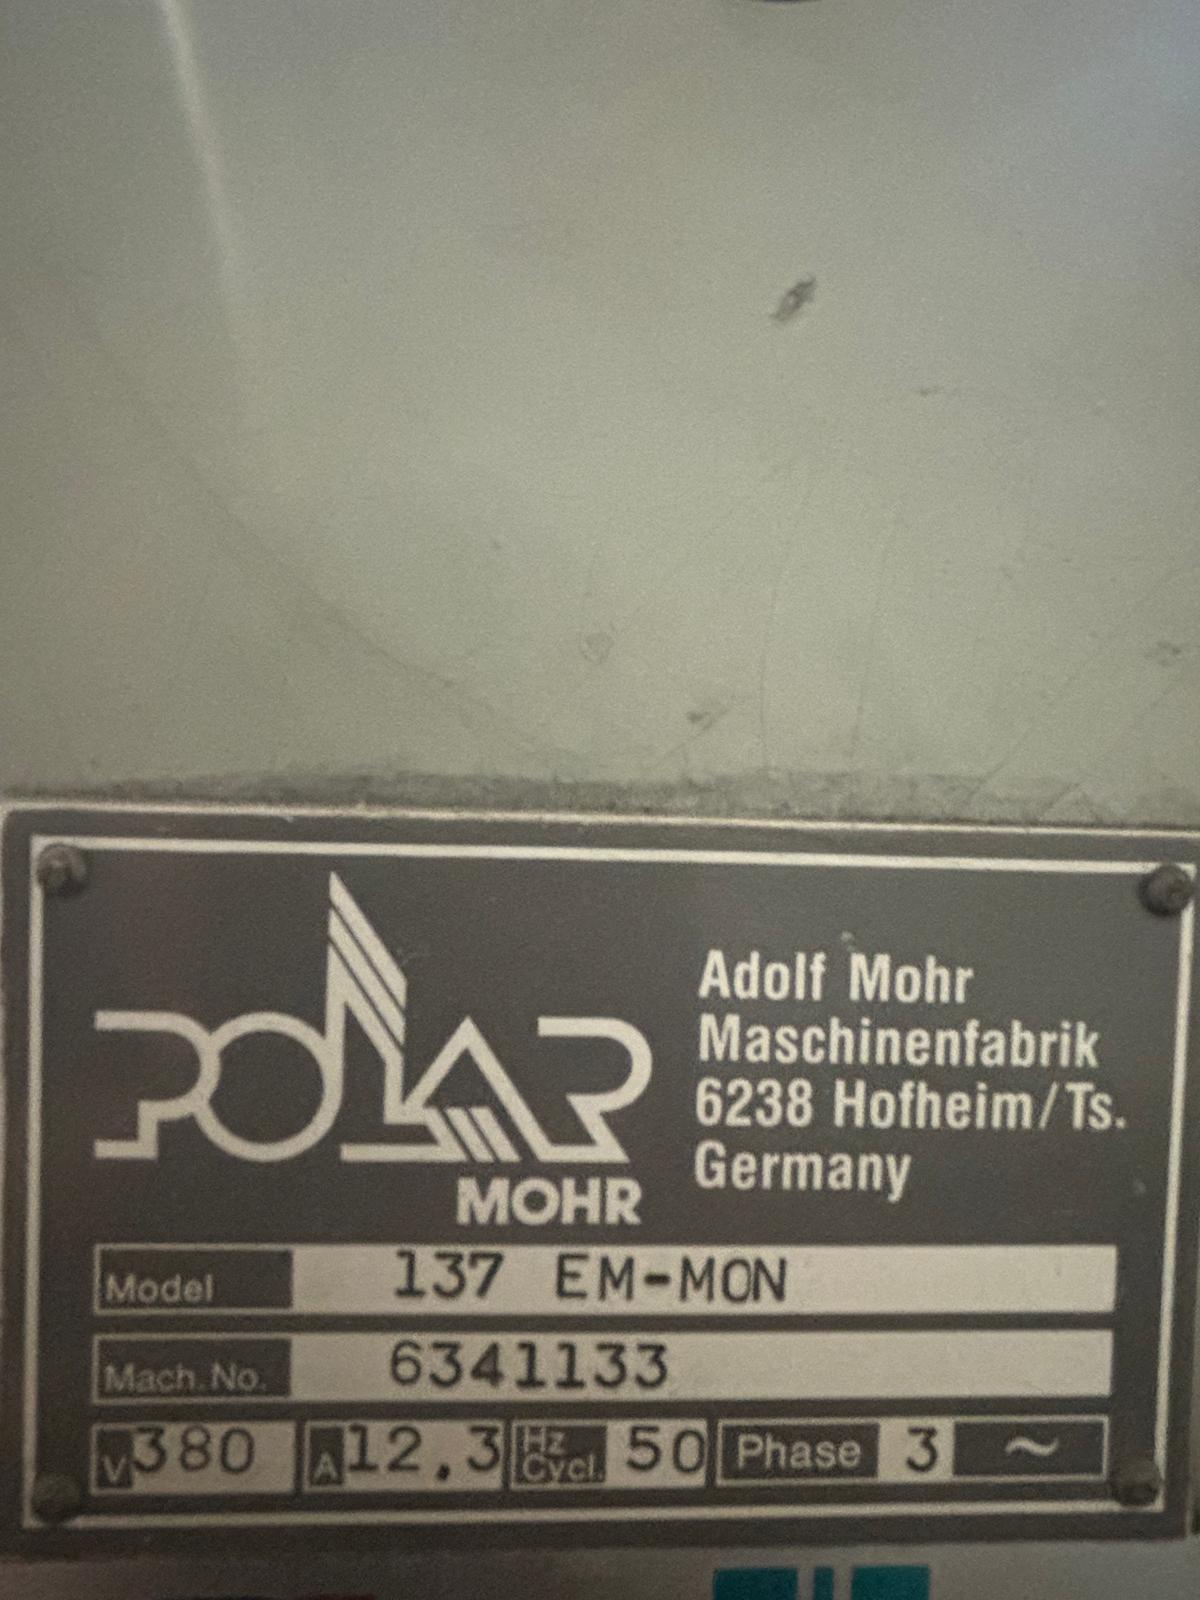 POLAR
MOHR
Adolf Mohr
Maschinenfabrik
6238 Hofheim/Ts.
Germany
Model 137 EM-MON
Mach.No. 6341133
V 380 A 12,3 Hz Cycl. 50 Phase 3 ~